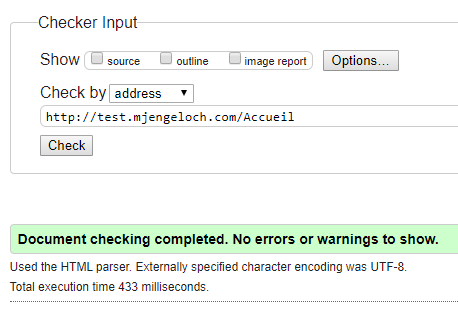 Checker Input
Show source outline image report Options...
Check by address
http://test.mjengeloch.com/Accueil
Check
Document checking completed. No errors or warnings to show.
Used the HTML parser. Externally specified character encoding was UTF-8.
Total execution time 433 milliseconds.